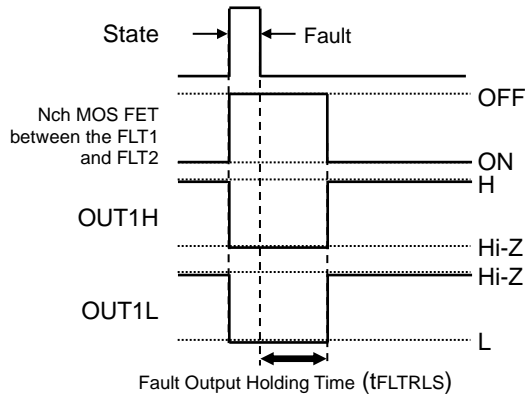 State
Fault
OFF
Nch MOS FET
between the FLT1
and FLT2
ON
H
OUT1H
Hi-Z
Hi-Z
OUT1L
L
Fault Output Holding Time (tFLTRLS)